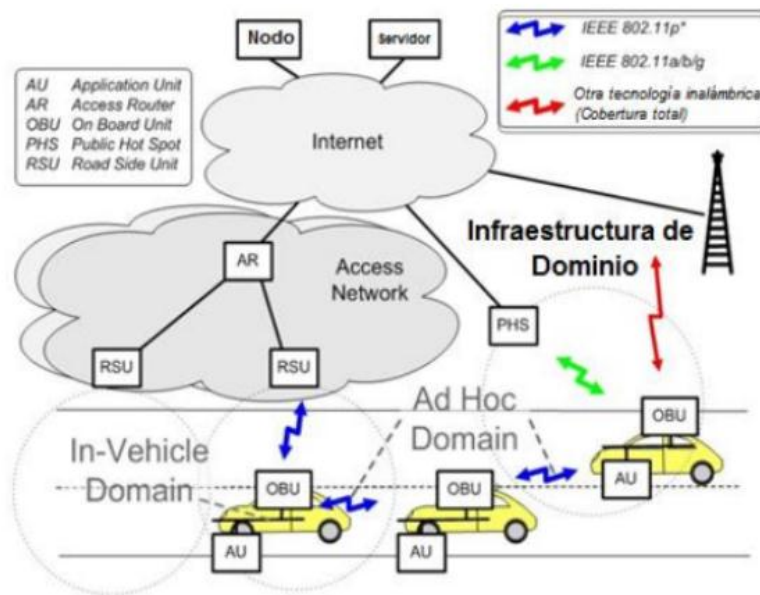 Nodo
Servidor
IEEE 802.11p*
IEEE 802.11a/b/g
Otra tecnología inalámbrica
(Cobertura total)
AU Application Unit
AR Access Router
OBU On Board Unit
PHS Public Hot Spot
RSU Road Side Unit
Internet
Infraestructura de
Dominio
AR
Access
Network
PHS
RSU
RSU
Ad Hoc
Domain
OBU
In-Vehicle
Domain
OBU
OBU
AU
AU
AU